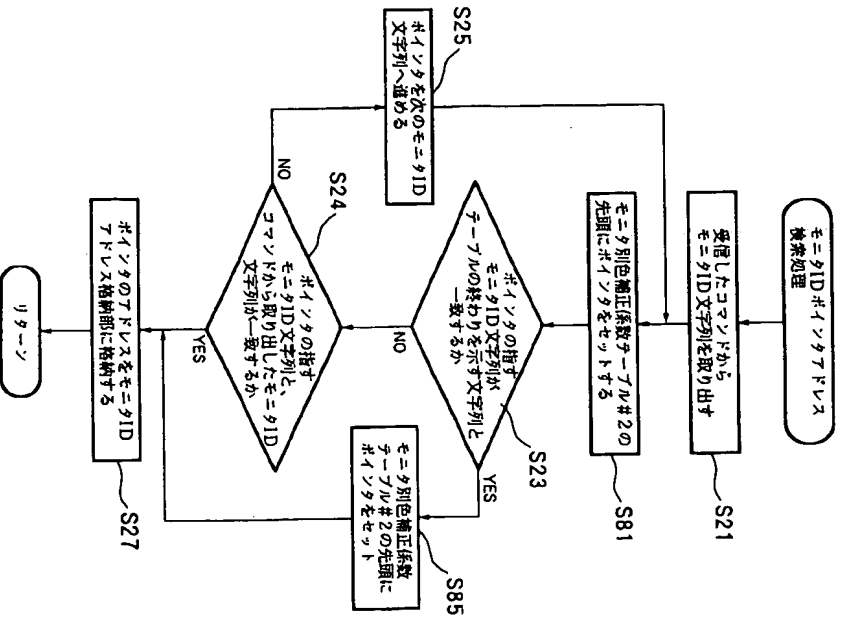 モニタIDポインタアドレス
検索処理
受信したコマンドから
モニタID文字列を取り出す
S21
モニタ別色補正係数テーブル#2の
先頭にポインタをセットする
S81
ポインタの指す
モニタID文字列が
テーブルの終わりを示す文字列と
一致するか
S23
YES
NO
モニタ別色補正係数
テーブル#2の先頭に
ポインタをセット
S85
ポインタの指す
モニタID文字列と、
コマンドから取り出したモニタID
文字列が一致するか
S24
NO
YES
ポインタを次のモニタID
文字列へ進める
S25
ポインタのアドレスをモニタID
アドレス格納部に格納する
S27
リターン